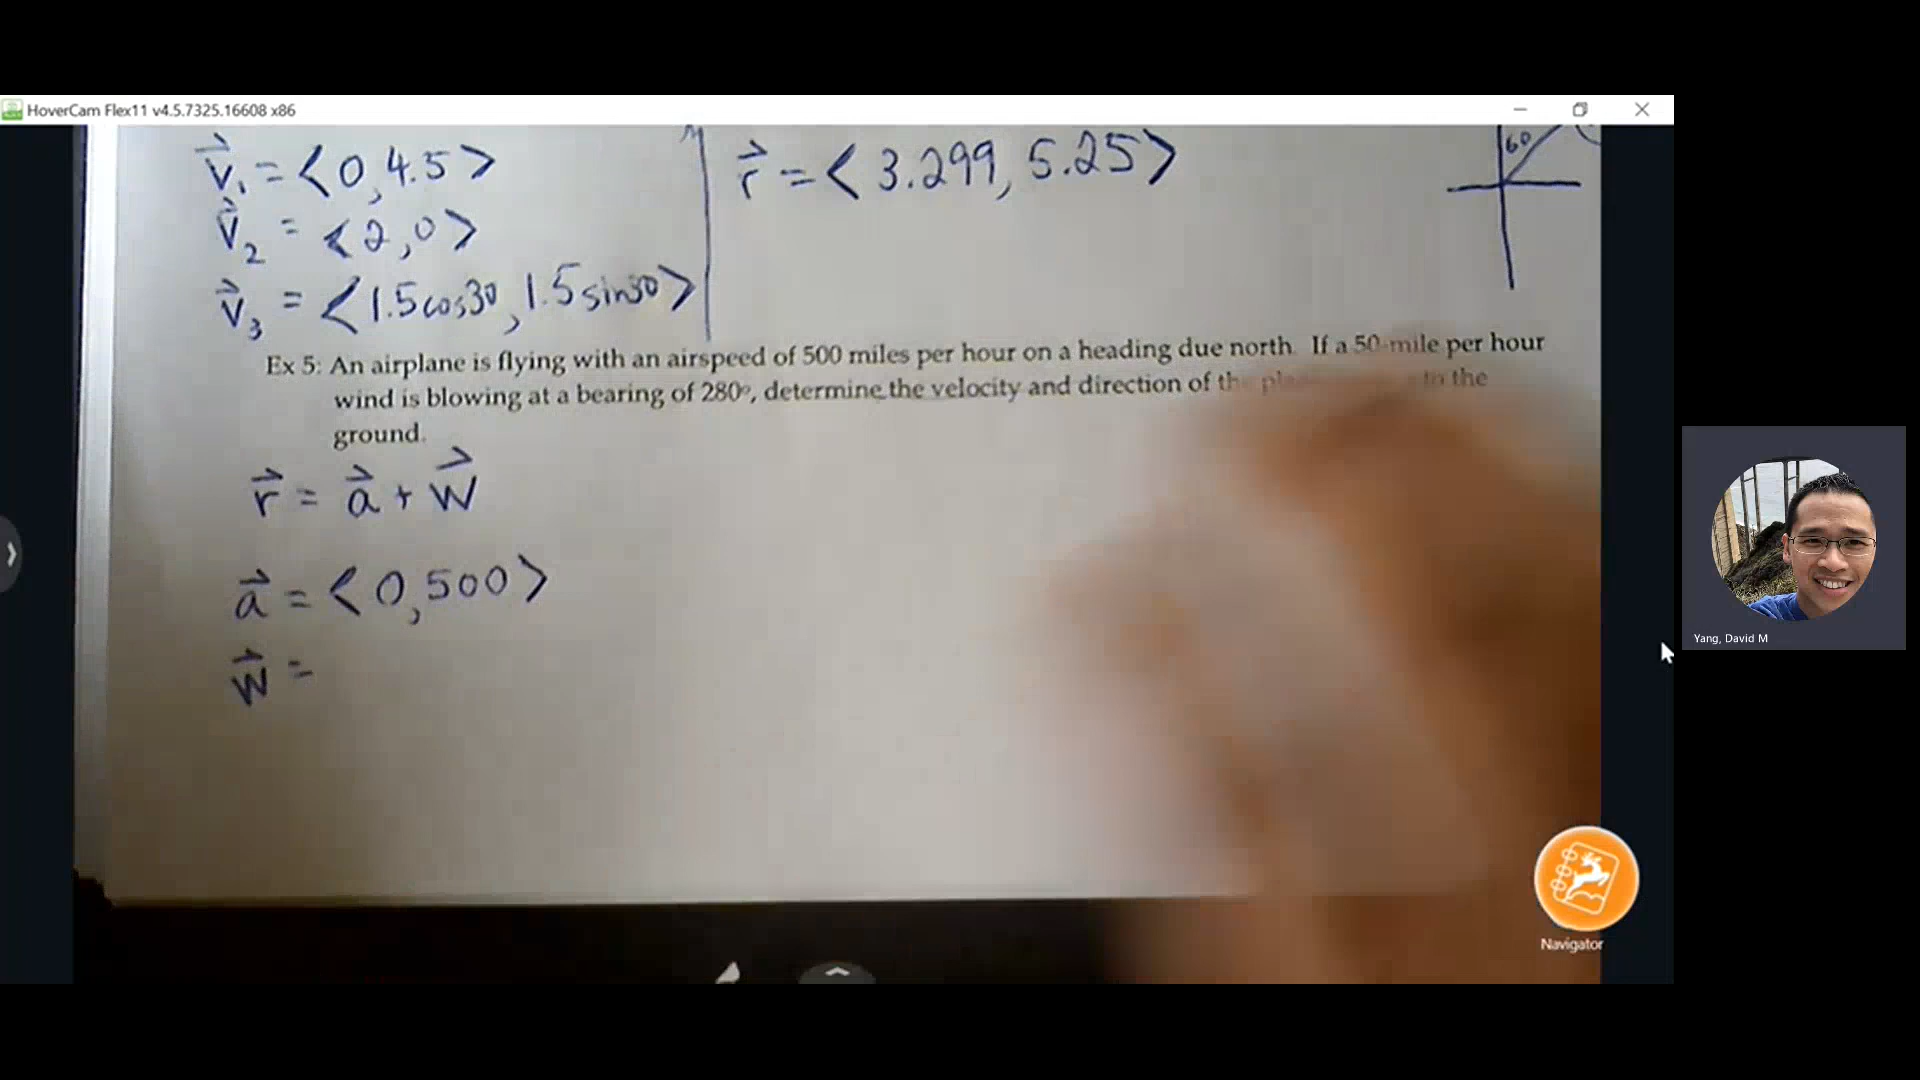 HoverCam Flex11 v4.5.7325.16608 x86
v⃗₁ = <0, 4.5>
v⃗₂ = <2, 0>
v⃗₃ = <1.5cos30, 1.5sin30>
r⃗ = <3.299, 5.25>
60
Ex 5: An airplane is flying with an airspeed of 500 miles per hour on a heading due north. If a 50-mile per hour
wind is blowing at a bearing of 280°, determine the velocity and direction of the to the
ground.
r⃗ = a⃗ + w⃗
a⃗ = <0, 500>
w⃗ =
Yang, David M
Navigator